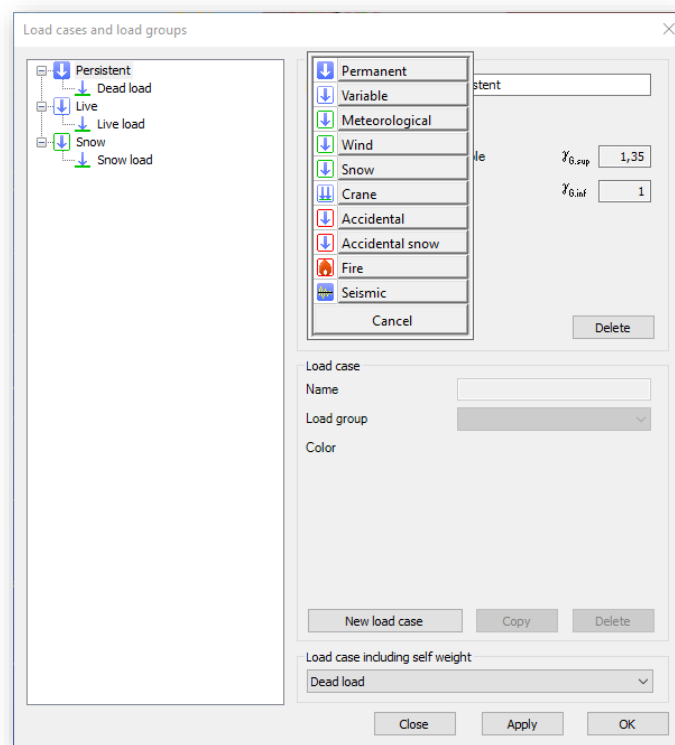 Load cases and load groups
Persistent
Dead load
Live
Live load
Snow
Snow load
Permanent
Variable
Meteorological
Wind
Snow
Crane
Accidental
Accidental snow
Fire
Seismic
Cancel
stent
le
γG.sup 1,35
γG.inf 1
Delete
Load case
Name
Load group
Color
New load case Copy Delete
Load case including self weight
Dead load
Close Apply OK